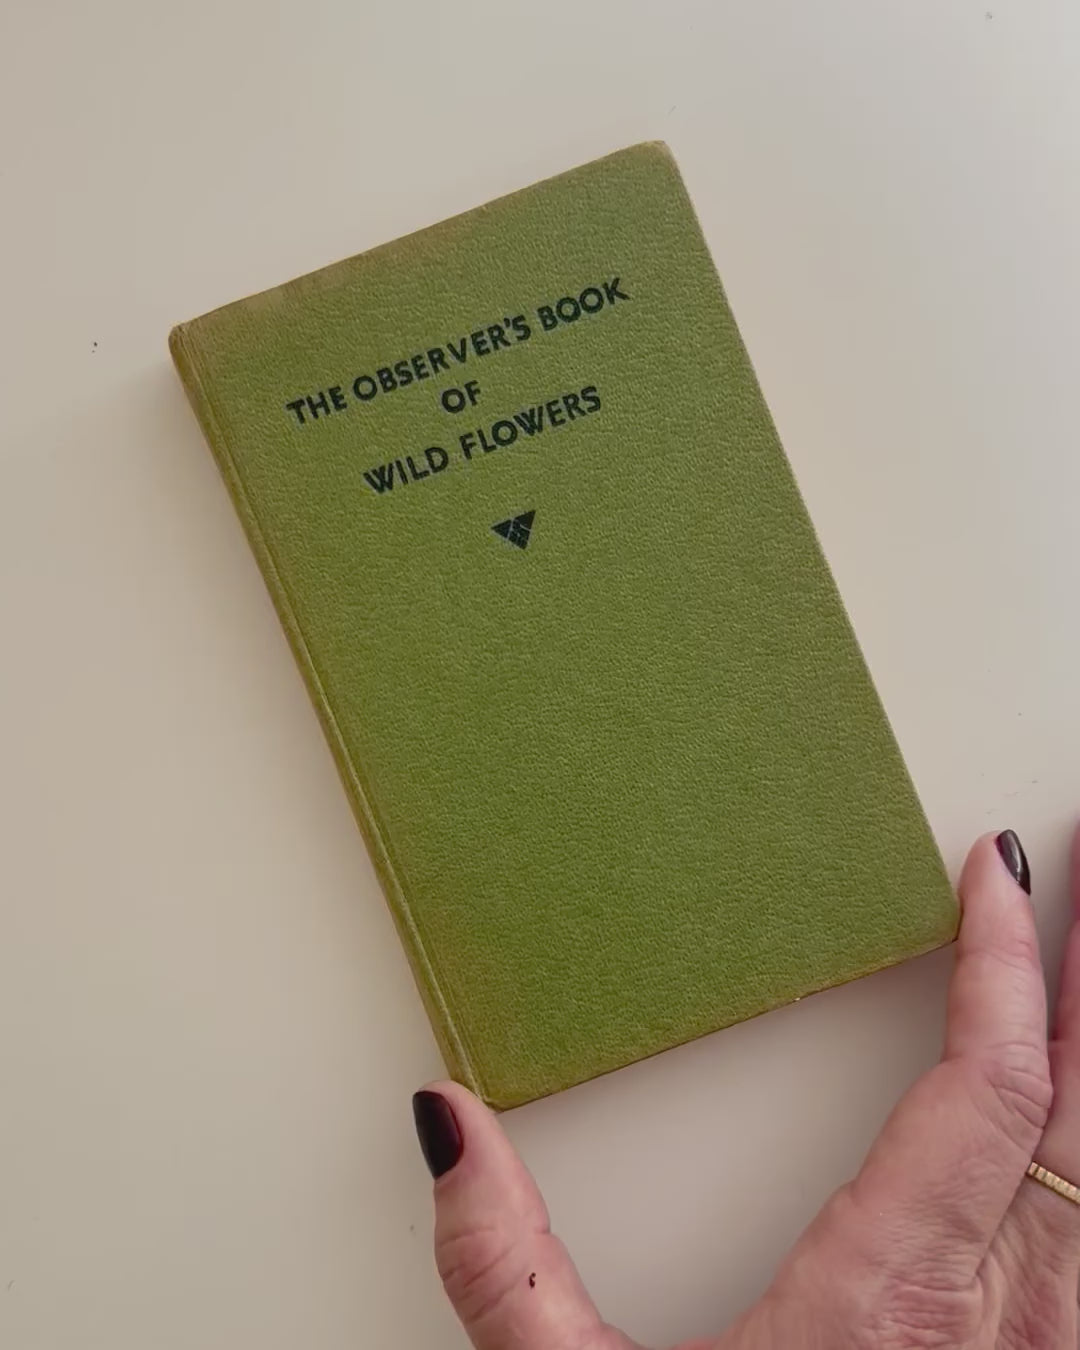 THE OBSERVER'S BOOK
OF
WILD FLOWERS